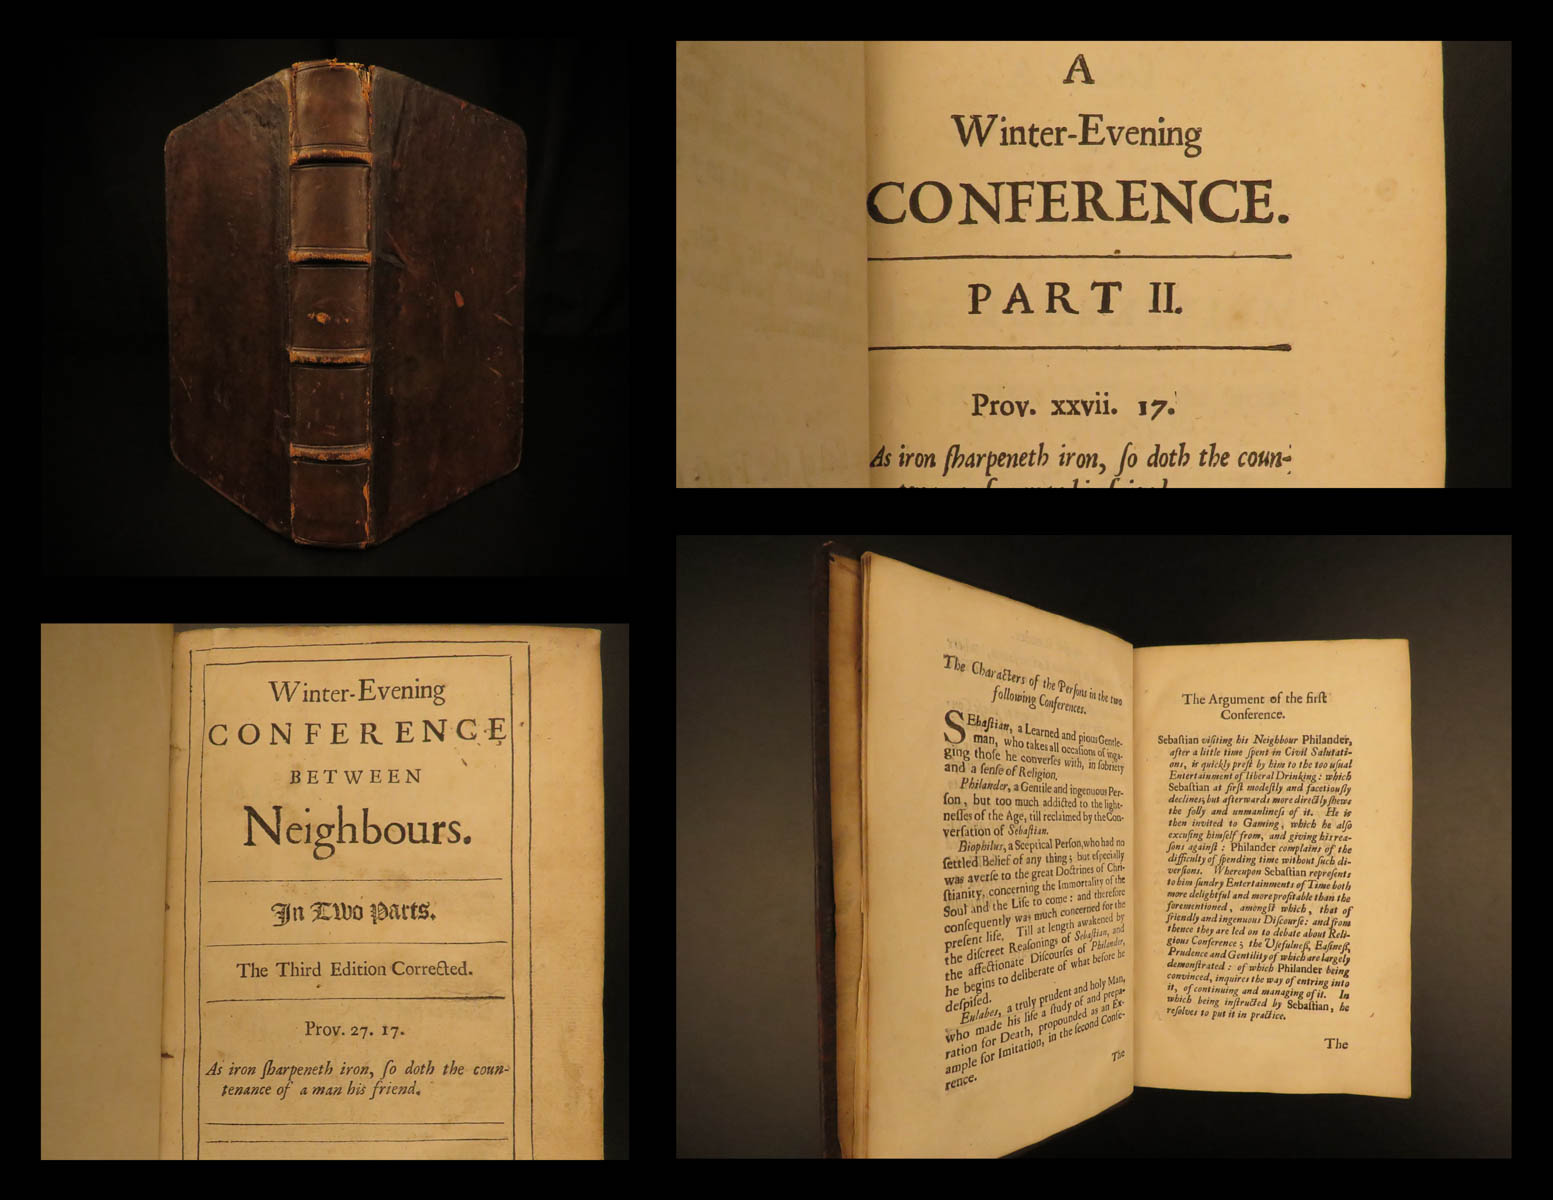 A
Winter-Evening
CONFERENCE.
PART II.
Prov. xxvii. 17.
As iron ſharpeneth iron, ſo doth the coun-
Winter-Evening
CONFERENCE
BETWEEN
Neighbours.
In Two Parts.
The Third Edition Corrected.
Prov. 27. 17.
As iron ſharpeneth iron, ſo doth the coun-
tenance of a man his friend.
The Characters of the Perſons in the two
following Conferences.
SEbaſtian, a Learned and pious Gentle-
man, who takes all occaſions of inga-
ging thoſe he converſes with, in ſobriety
and a ſenſe of Religion.
Philander, a Gentile and ingenuous Per-
ſon, but too much addicted to the light-
neſſes of the Age, till reclaimed by the Con-
verſation of Sebaſtian.
Biophilus, a Sceptical Perſon, who had no
ſettled Belief of any thing; but eſpecially
was averſe to the great Doctrines of Chri-
ſtianity, concerning the Immortality of the
Soul and the Life to come: and therefore
conſequently was much concerned for the
preſent life. Till at length awakened by
the diſcreet Reaſonings of Sebaſtian, and
the affectionate Diſcourſes of Philander,
he begins to deliberate of what before he
deſpiſed.
Eulabes, a truly prudent and holy Man,
who made his life a ſtudy of and prepa-
ration for Death, propounded as an Ex-
ample for Imitation, in the ſecond Confe-
rence.
The
The Argument of the firſt
Conference.
Sebaſtian viſiting his Neighbour Philander,
after a little time ſpent in Civil Salutati-
ons, is quickly preſt by him to the too uſual
Entertainment of liberal Drinking: which
Sebaſtian at firſt modeſtly and facetiouſly
declines; but afterwards more directly ſhews
the folly and unmanlineſs of it. He is
then invited to Gaming, which he alſo
excuſing himſelf from, and giving his rea-
ſons againſt: Philander complains of the
difficulty of ſpending time without ſuch di-
verſions. Whereupon Sebaſtian repreſents
to him ſundry Entertainments of Time both
more delightful and more profitable than the
forementioned, amongſt which, that of
friendly and ingenuous Diſcourſe: and from
thence they are led on to debate about Reli-
gious Conference; the Uſefulneſs, Eaſineſs,
Prudence and Gentility of which are largely
demonſtrated: of which Philander being
convinced, inquires the way of entring into
it, of continuing and managing of it. In
which being inſtructed by Sebaſtian, he
reſolves to put it in practice.
The